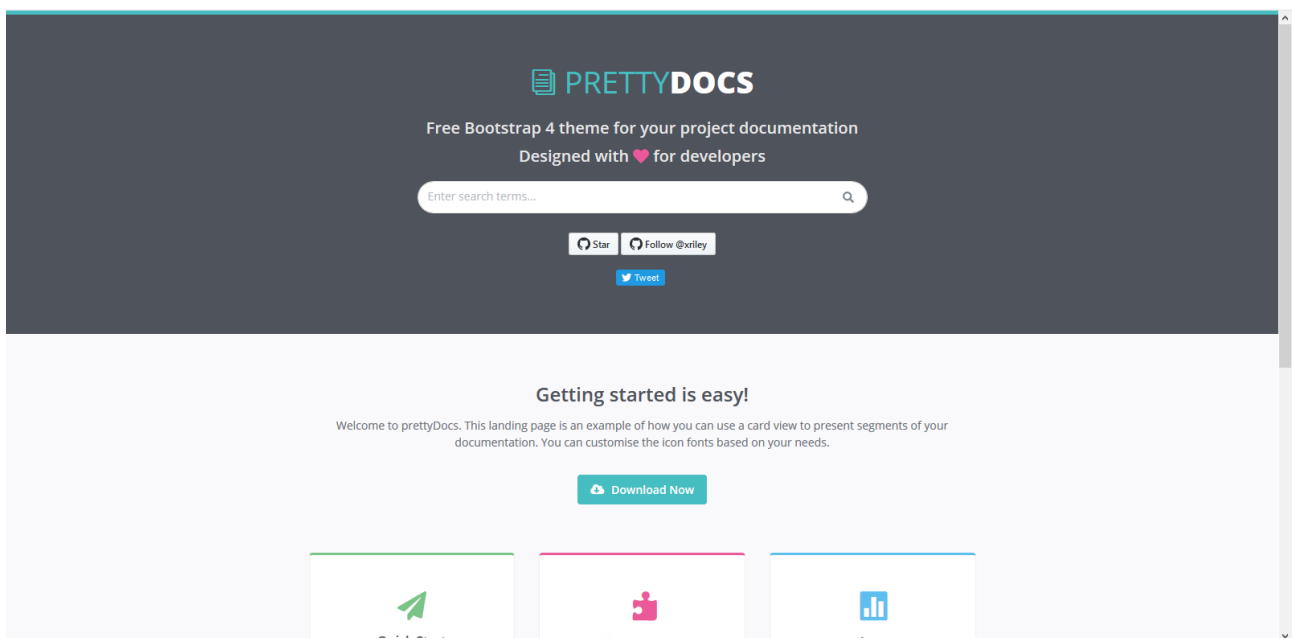 PRETTYDOCS
Free Bootstrap 4 theme for your project documentation
Designed with for developers
Enter search terms...
Star
Follow @xriley
Tweet
Getting started is easy!
Welcome to prettyDocs. This landing page is an example of how you can use a card view to present segments of your
documentation. You can customise the icon fonts based on your needs.
Download Now